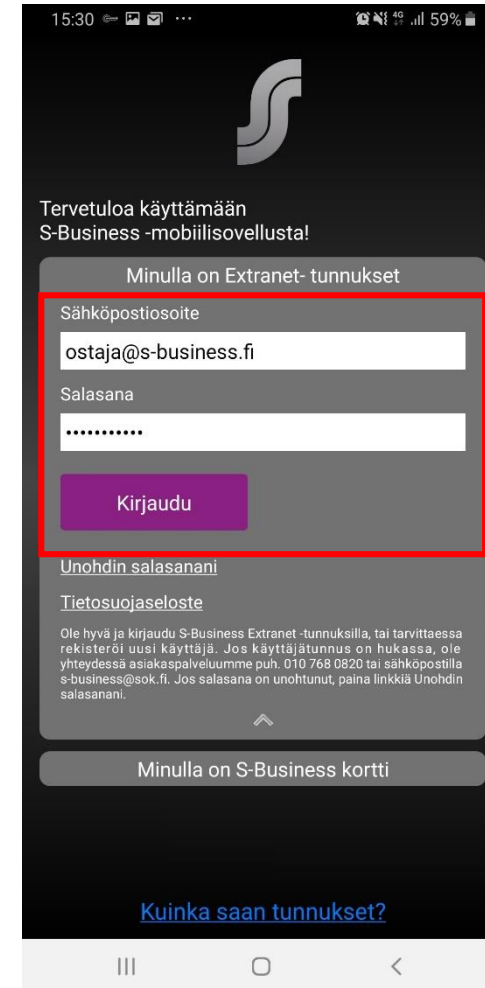 15:30 ... 4G 59%
Tervetuloa käyttämään
S-Business -mobiilisovellusta!
Minulla on Extranet- tunnukset
Sähköpostiosoite
ostaja@s-business.fi
Salasana
•••••••••••
Kirjaudu
Unohdin salasanani
Tietosuojaseloste
Ole hyvä ja kirjaudu S-Business Extranet -tunnuksilla, tai tarvittaessa
rekisteröi uusi käyttäjä. Jos käyttäjätunnus on hukassa, ole
yhteydessä asiakaspalveluumme puh. 010 768 0820 tai sähköpostilla
s-business@sok.fi. Jos salasana on unohtunut, paina linkkiä Unohdin
salasanani.
Minulla on S-Business kortti
Kuinka saan tunnukset?